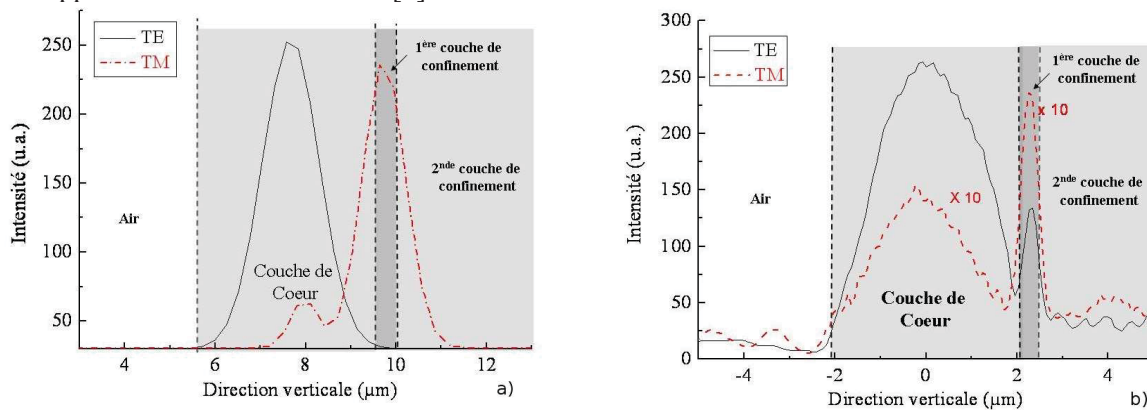 TE
TM
1ère couche de
confinement
2nde couche de
confinement
Air
Couche de
Coeur
Intensité (u.a.)
250
200
150
100
50
4
6
8
10
12
Direction verticale (µm)
a)
TE
TM
1ère couche de
confinement
x 10
2nde couche de
confinement
Air
X 10
Couche de
Coeur
Intensité (u.a.)
300
250
200
150
100
50
0
-4
-2
0
2
4
Direction verticale (µm)
b)